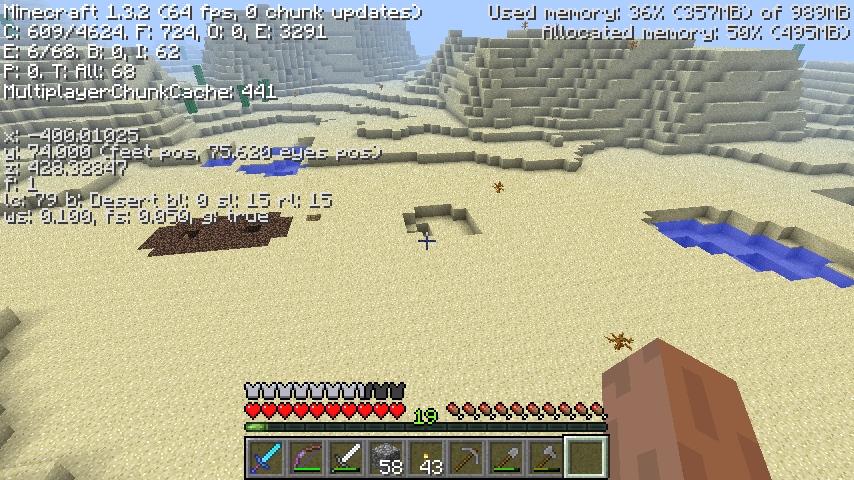 Minecraft 1.3.2 (64 fps, 0 chunk updates)
C: 609/4624, F: 724, O: 0, E: 3291
E: 6/68, B: 0, I: 62
P: 0, T: All: 68
MultiplayerChunkCache: 441
Used memory: 36% (357MB) of 989MB
Allocated memory: 50% (495MB)
x: -400.01025
y: 74.000 (feet pos, 75.620 eyes pos)
z: 428.32847
f: 1
lc: 79 b: Desert bl: 0 sl: 15 rl: 15
ws: 0.100, fs: 0.050, g: true
19
58
43